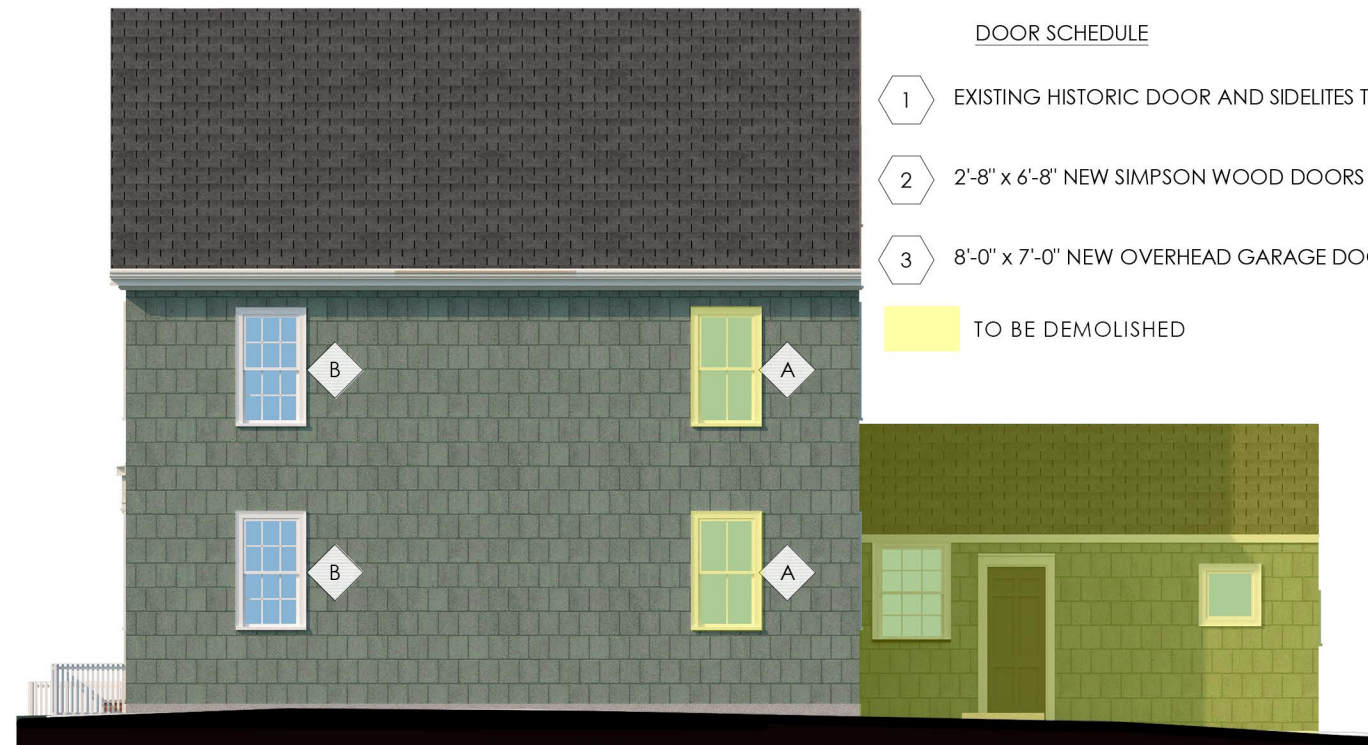 DOOR SCHEDULE
1 EXISTING HISTORIC DOOR AND SIDELITES
2 2'-8" x 6'-8" NEW SIMPSON WOOD DOORS
3 8'-0" x 7'-0" NEW OVERHEAD GARAGE
TO BE DEMOLISHED
B
A
B
A